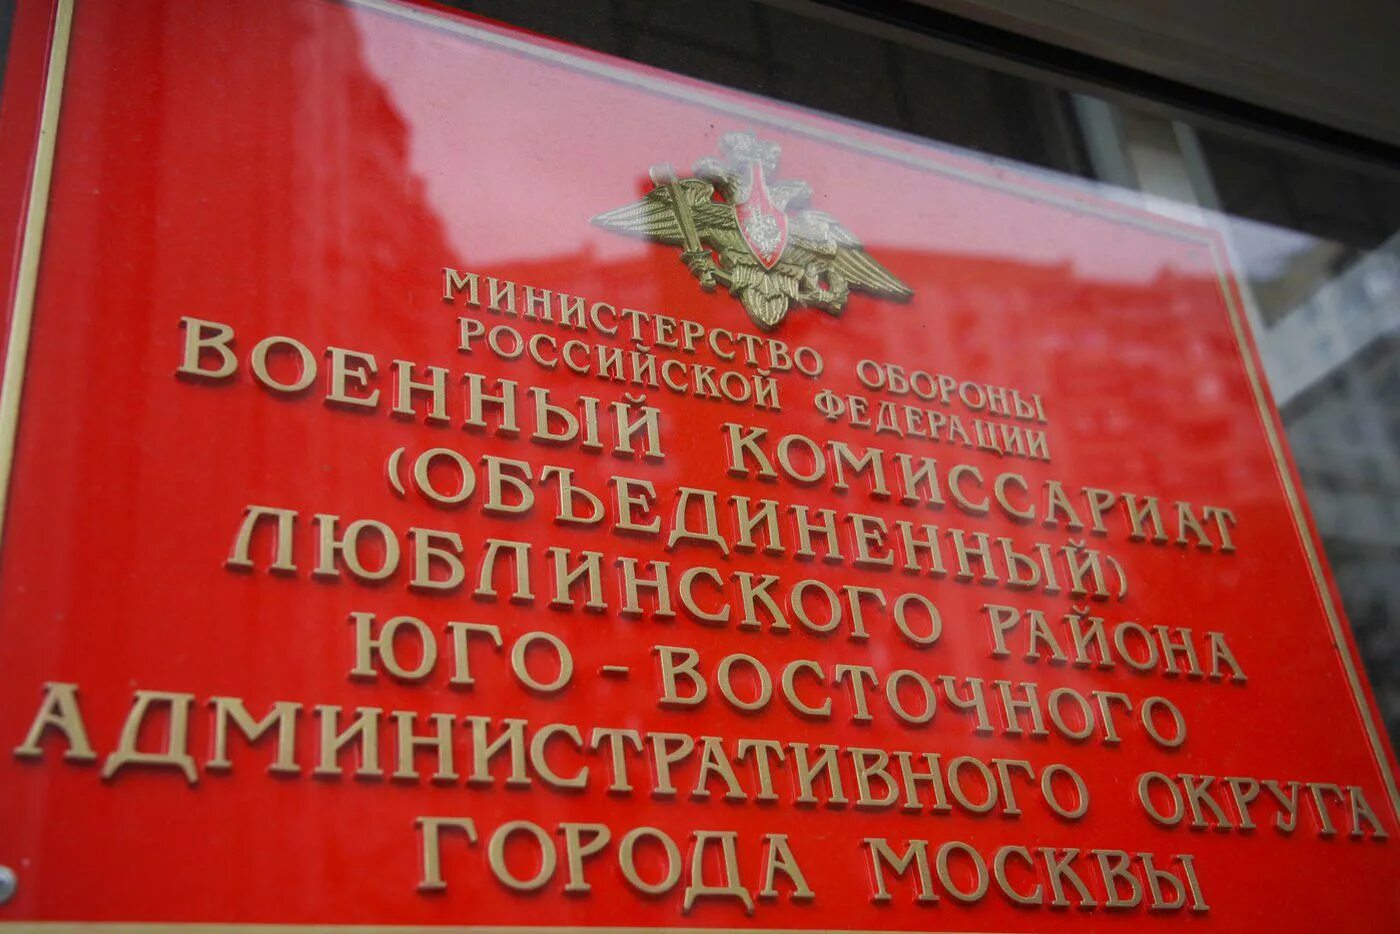 МИНИСТЕРСТВО ОБОРОНЫ
РОССИЙСКОЙ ФЕДЕРАЦИИ
ВОЕННЫЙ КОМИССАРИАТ
(ОБЪЕДИНЕННЫЙ)
ЛЮБЛИНСКОГО РАЙОНА
ЮГО - ВОСТОЧНОГО
АДМИНИСТРАТИВНОГО ОКРУГА
ГОРОДА МОСКВЫ